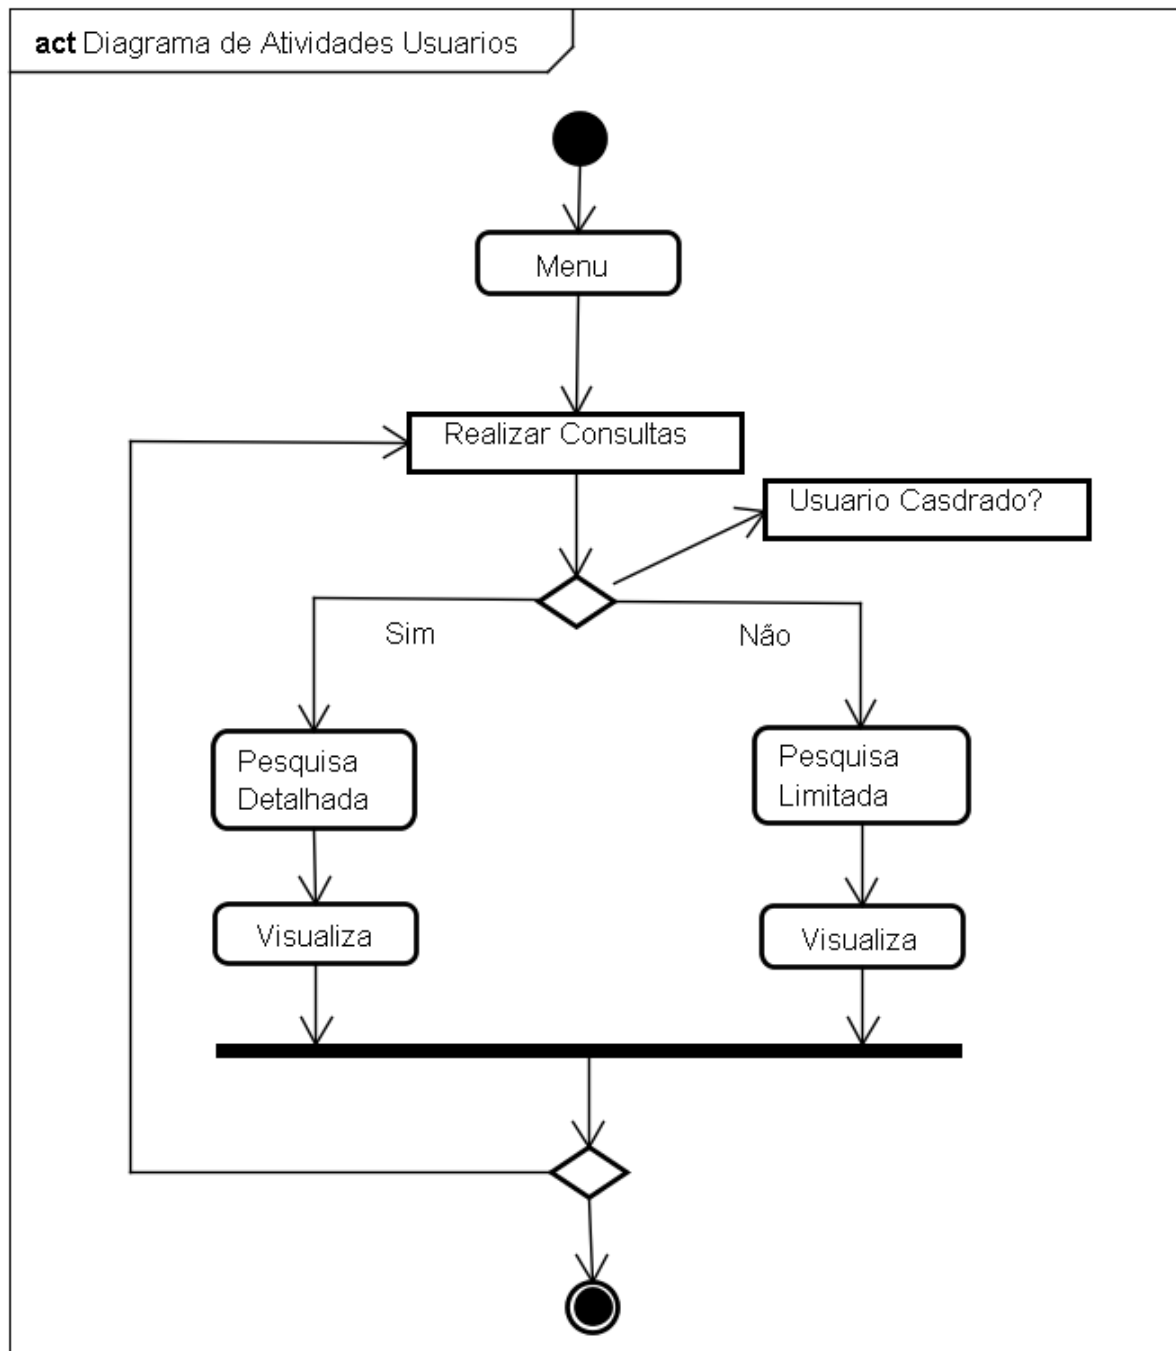 act Diagrama de Atividades Usuarios
Menu
Realizar Consultas
Usuario Casdrado?
Sim
Não
Pesquisa
Detalhada
Pesquisa
Limitada
Visualiza
Visualiza